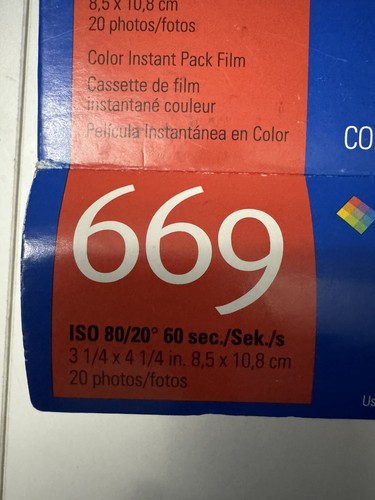 8,5 x 10,8 cm
20 photos/fotos
Color Instant Pack Film
Cassette de film
instantané couleur
Película Instantánea en Color
CO
669
ISO 80/20° 60 sec./Sek./s
3 1/4 x 4 1/4 in. 8,5 x 10,8 cm
20 photos/fotos
Us